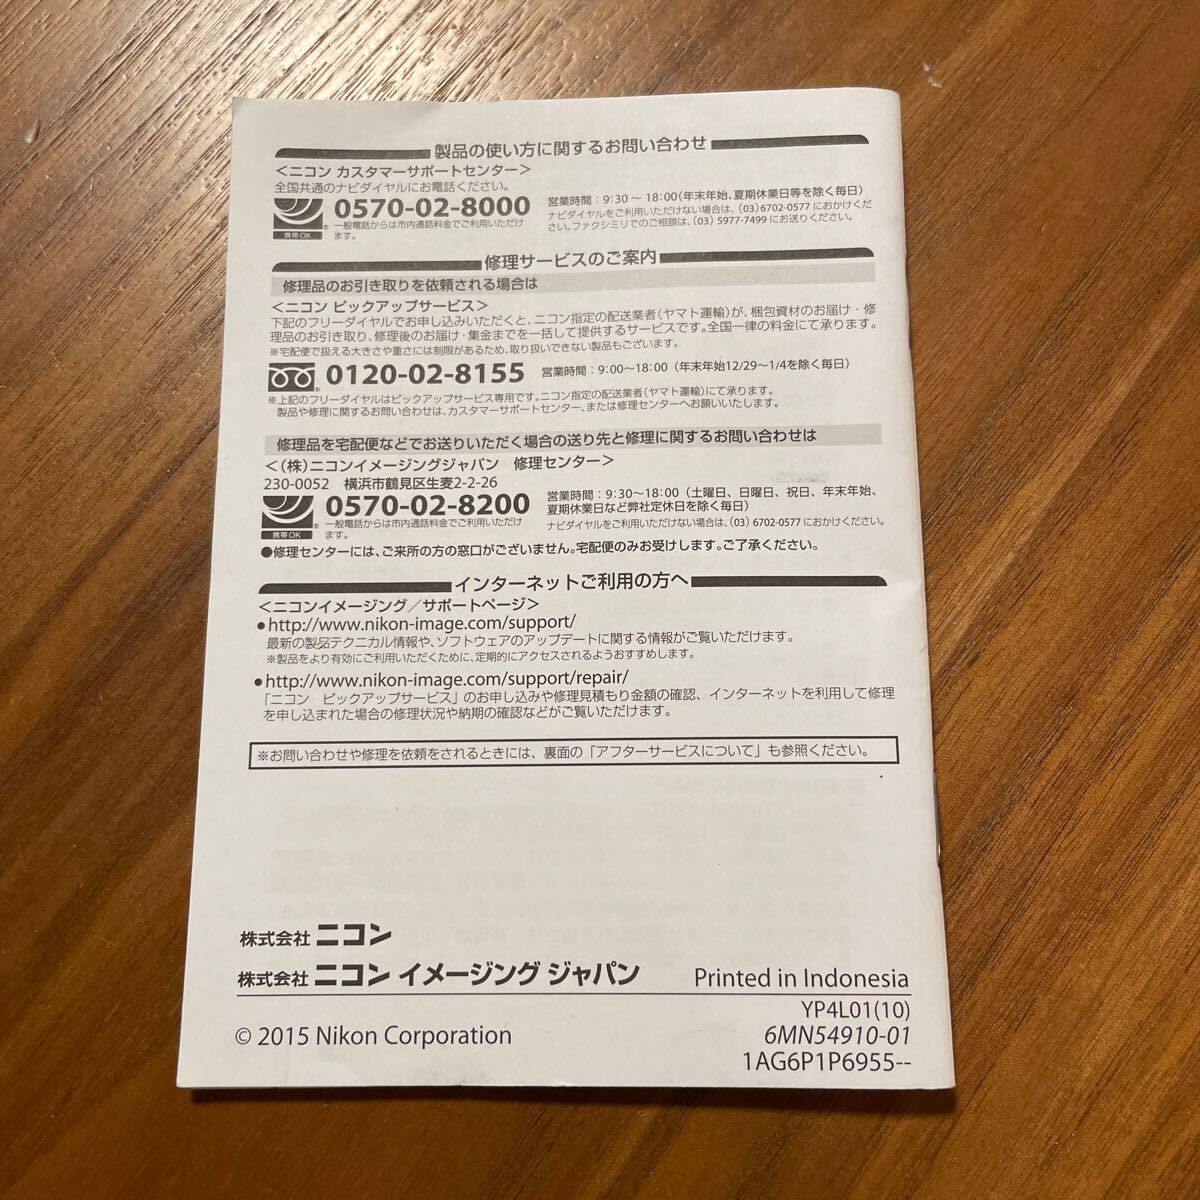 製品の使い方に関するお問い合わせ
＜ニコン カスタマーサポートセンター＞
全国共通のナビダイヤルにお電話ください。
0570-02-8000
携帯OK
一般電話からは市内通話料金でご利用いただけ
ます。
営業時間：9:30～18:00（年末年始、夏期休業日等を除く毎日）
ナビダイヤルをご利用いただけない場合は、（03）6702-0577 におかけくだ
さい。ファクシミリでのご相談は、（03）5977-7499 にお送りください。
修理サービスのご案内
修理品のお引き取りを依頼される場合は
＜ニコン ピックアップサービス＞
下記のフリーダイヤルでお申し込みいただくと、ニコン指定の配送業者（ヤマト運輸）が、梱包資材のお届け・修
理品のお引き取り、修理後のお届け・集金までを一括して提供するサービスです。全国一律の料金にて承ります。
※宅配便で扱える大きさや重さには制限があるため、取り扱いできない製品もございます。
0120-02-8155
営業時間：9:00～18:00（年末年始12/29～1/4を除く毎日）
※上記のフリーダイヤルはピックアップサービス専用です。ニコン指定の配送業者（ヤマト運輸）にて承ります。
製品や修理に関するお問い合わせは、カスタマーサポートセンター、または修理センターへお願いいたします。
修理品を宅配便などでお送りいただく場合の送り先と修理に関するお問い合わせは
＜（株）ニコンイメージングジャパン　修理センター＞
230-0052　横浜市鶴見区生麦2-2-26
0570-02-8200
携帯OK
一般電話からは市内通話料金でご利用いただけ
ます。
営業時間：9:30～18:00（土曜日、日曜日、祝日、年末年始、
夏期休業日など弊社定休日を除く毎日）
ナビダイヤルをご利用いただけない場合は、（03）6702-0577 におかけください。
●修理センターには、ご来所の方の窓口がございません。宅配便のみお受けします。ご了承ください。
インターネットご利用の方へ
＜ニコンイメージング／サポートページ＞
●http://www.nikon-image.com/support/
最新の製品テクニカル情報や、ソフトウェアのアップデートに関する情報がご覧いただけます。
※製品をより有効にご利用いただくために、定期的にアクセスされるようおすすめします。
●http://www.nikon-image.com/support/repair/
「ニコン　ピックアップサービス」のお申し込みや修理見積もり金額の確認、インターネットを利用して修理
を申し込まれた場合の修理状況や納期の確認などがご覧いただけます。
※お問い合わせや修理を依頼をされるときには、裏面の「アフターサービスについて」も参照ください。
株式会社 ニコン
株式会社 ニコン イメージング ジャパン
Printed in Indonesia
YP4L01(10)
© 2015 Nikon Corporation
6MN54910-01
1AG6P1P6955--